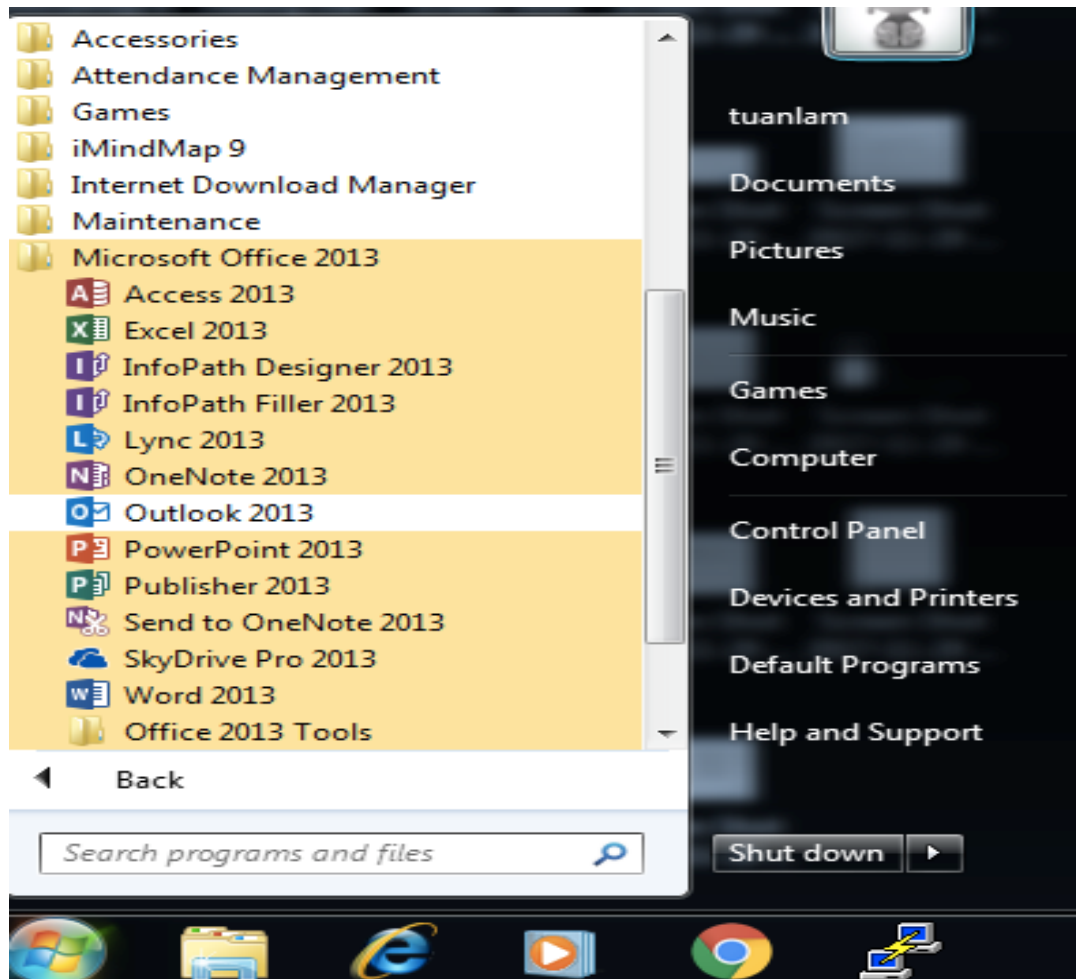 Accessories
Attendance Management
Games
iMindMap 9
Internet Download Manager
Maintenance
Microsoft Office 2013
Access 2013
Excel 2013
InfoPath Designer 2013
InfoPath Filler 2013
Lync 2013
OneNote 2013
Outlook 2013
PowerPoint 2013
Publisher 2013
Send to OneNote 2013
SkyDrive Pro 2013
Word 2013
Office 2013 Tools
Back
Search programs and files
tuanlam
Documents
Pictures
Music
Games
Computer
Control Panel
Devices and Printers
Default Programs
Help and Support
Shut down